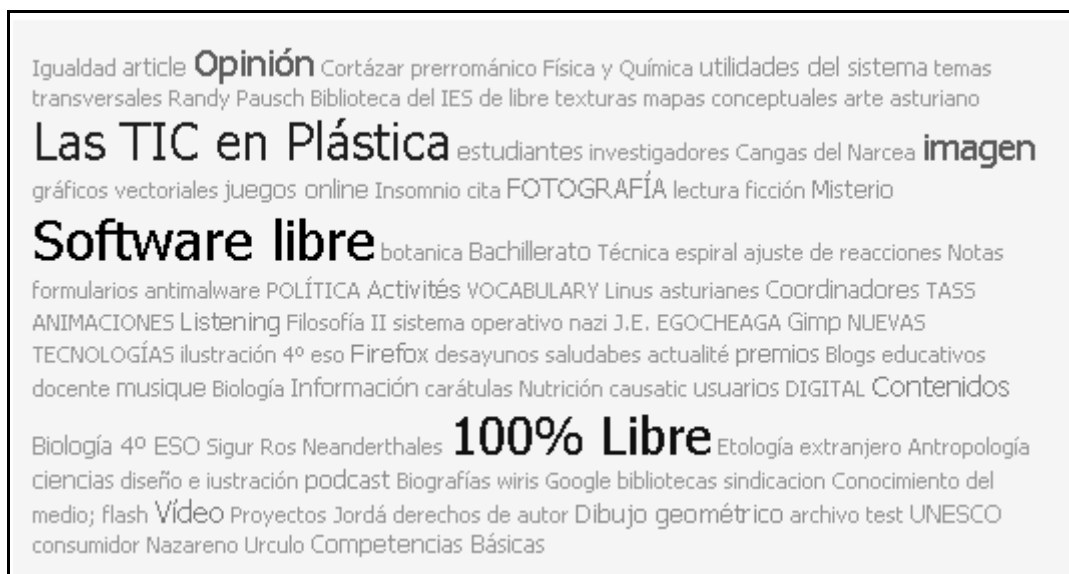 Igualdad article Opinión Cortázar prerrománico Física y Química utilidades del sistema temas
transversales Randy Pausch Biblioteca del IES de libre texturas mapas conceptuales arte asturiano
Las TIC en Plástica estudiantes investigadores Cangas del Narcea imagen
gráficos vectoriales juegos online Insomnio cita FOTOGRAFÍA lectura ficción Misterio
Software libre botanica Bachillerato Técnica espiral ajuste de reacciones Notas
formularios antimalware POLÍTICA Activités VOCABULARY Linus asturianes Coordinadores TASS
ANIMACIONES Listening Filosofía II sistema operativo nazi J.E. EGOCHEAGA Gimp NUEVAS
TECNOLOGÍAS ilustración 4º eso Firefox desayunos saludabes actualité premios Blogs educativos
docente musique Biología Información carátulas Nutrición causatic usuarios DIGITAL Contenidos
Biología 4º ESO Sigur Ros Neanderthales 100% Libre Etología extranjero Antropología
ciencias diseño e iustración podcast Biografías wiris Google bibliotecas sindicacion Conocimiento del
medio; flash Vídeo Proyectos Jordá derechos de autor Dibujo geométrico archivo test UNESCO
consumidor Nazareno Urculo Competencias Básicas